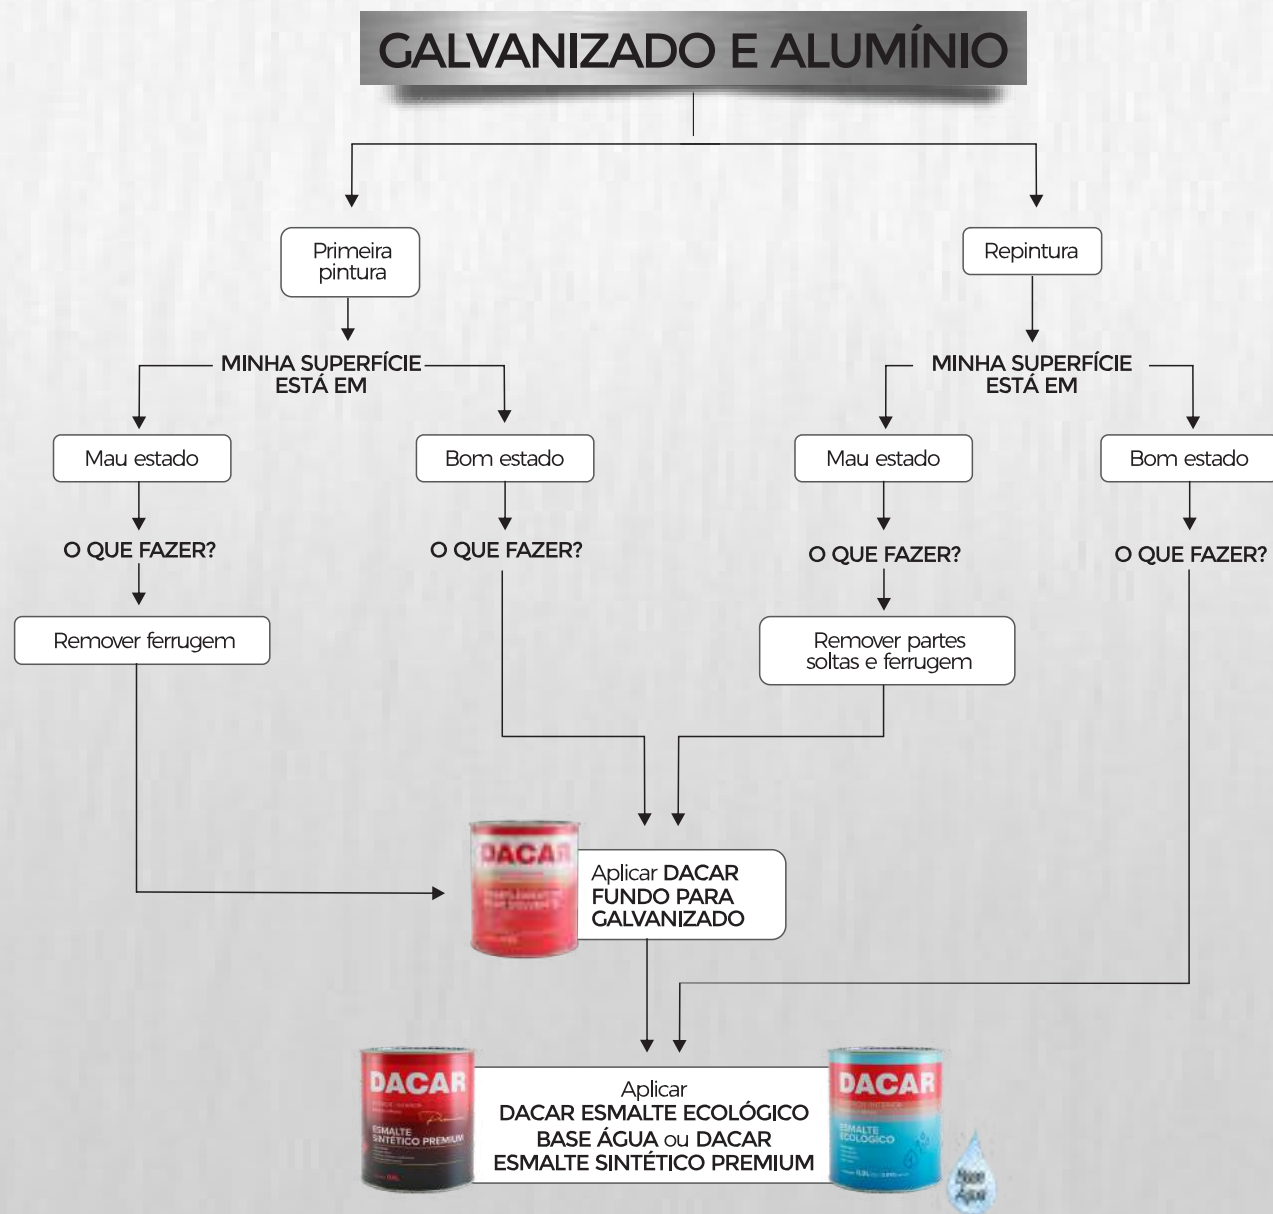 GALVANIZADO E ALUMÍNIO
Primeira
pintura
Repintura
MINHA SUPERFÍCIE
ESTÁ EM
MINHA SUPERFÍCIE
ESTÁ EM
Mau estado
Bom estado
Mau estado
Bom estado
O QUE FAZER?
O QUE FAZER?
O QUE FAZER?
O QUE FAZER?
Remover ferrugem
Remover partes
soltas e ferrugem
DACAR
Aplicar DACAR
FUNDO PARA
GALVANIZADO
DACAR
Premium
ESMALTE
SINTÉTICO PREMIUM
Aplicar
DACAR ESMALTE ECOLÓGICO
BASE ÁGUA ou DACAR
ESMALTE SINTÉTICO PREMIUM
DACAR
ESMALTE
ECOLÓGICO
Base
Água